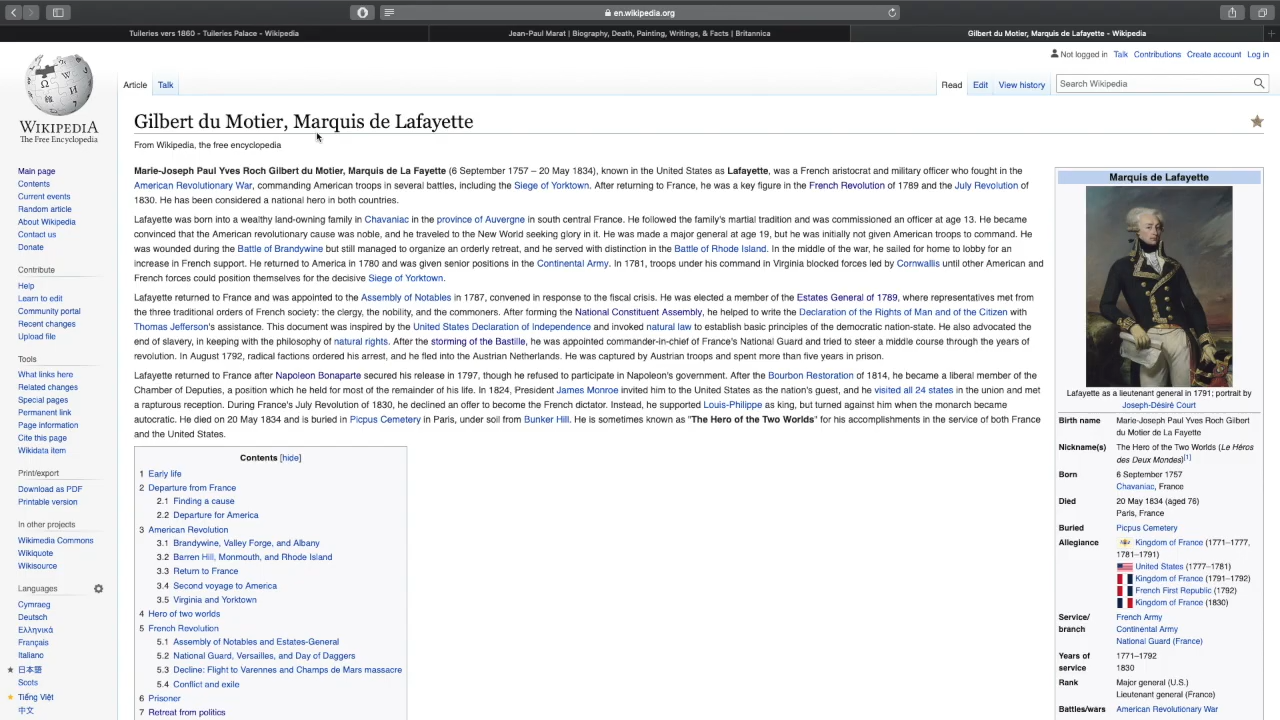 en.wikipedia.org
Tuileries vers 1860 - Tuileries Palace - Wikipedia
Jean-Paul Marat | Biography, Death, Painting, Writings, & Facts | Britannica
Gilbert du Motier, Marquis de Lafayette - Wikipedia
Not logged in Talk Contributions Create account Log in
Article Talk
Read Edit View history
Search Wikipedia
WIKIPEDIA
The Free Encyclopedia
Main page
Contents
Current events
Random article
About Wikipedia
Contact us
Donate
Contribute
Help
Learn to edit
Community portal
Recent changes
Upload file
Tools
What links here
Related changes
Special pages
Permanent link
Page information
Cite this page
Wikidata item
Print/export
Download as PDF
Printable version
In other projects
Wikimedia Commons
Wikiquote
Wikisource
Languages
Cymraeg
Deutsch
Ελληνικά
Français
Italiano
日本語
Scots
Tiếng Việt
中文
Gilbert du Motier, Marquis de Lafayette
From Wikipedia, the free encyclopedia
Marie-Joseph Paul Yves Roch Gilbert du Motier, Marquis de La Fayette (6 September 1757 – 20 May 1834), known in the United States as Lafayette, was a French aristocrat and military officer who fought in the
American Revolutionary War, commanding American troops in several battles, including the Siege of Yorktown. After returning to France, he was a key figure in the French Revolution of 1789 and the July Revolution of
1830. He has been considered a national hero in both countries.
Lafayette was born into a wealthy land-owning family in Chavaniac in the province of Auvergne in south central France. He followed the family's martial tradition and was commissioned an officer at age 13. He became
convinced that the American revolutionary cause was noble, and he traveled to the New World seeking glory in it. He was made a major general at age 19, but he was initially not given American troops to command. He
was wounded during the Battle of Brandywine but still managed to organize an orderly retreat, and he served with distinction in the Battle of Rhode Island. In the middle of the war, he sailed for home to lobby for an
increase in French support. He returned to America in 1780 and was given senior positions in the Continental Army. In 1781, troops under his command in Virginia blocked forces led by Cornwallis until other American and
French forces could position themselves for the decisive Siege of Yorktown.
Lafayette returned to France and was appointed to the Assembly of Notables in 1787, convened in response to the fiscal crisis. He was elected a member of the Estates General of 1789, where representatives met from
the three traditional orders of French society: the clergy, the nobility, and the commoners. After forming the National Constituent Assembly, he helped to write the Declaration of the Rights of Man and of the Citizen with
Thomas Jefferson's assistance. This document was inspired by the United States Declaration of Independence and invoked natural law to establish basic principles of the democratic nation-state. He also advocated the
end of slavery, in keeping with the philosophy of natural rights. After the storming of the Bastille, he was appointed commander-in-chief of France's National Guard and tried to steer a middle course through the years of
revolution. In August 1792, radical factions ordered his arrest, and he fled into the Austrian Netherlands. He was captured by Austrian troops and spent more than five years in prison.
Lafayette returned to France after Napoleon Bonaparte secured his release in 1797, though he refused to participate in Napoleon's government. After the Bourbon Restoration of 1814, he became a liberal member of the
Chamber of Deputies, a position which he held for most of the remainder of his life. In 1824, President James Monroe invited him to the United States as the nation's guest, and he visited all 24 states in the union and met
a rapturous reception. During France's July Revolution of 1830, he declined an offer to become the French dictator. Instead, he supported Louis-Philippe as king, but turned against him when the monarch became
autocratic. He died on 20 May 1834 and is buried in Picpus Cemetery in Paris, under soil from Bunker Hill. He is sometimes known as "The Hero of the Two Worlds" for his accomplishments in the service of both France
and the United States.
Contents [hide]
1 Early life
2 Departure from France
2.1 Finding a cause
2.2 Departure for America
3 American Revolution
3.1 Brandywine, Valley Forge, and Albany
3.2 Barren Hill, Monmouth, and Rhode Island
3.3 Return to France
3.4 Second voyage to America
3.5 Virginia and Yorktown
4 Hero of two worlds
5 French Revolution
5.1 Assembly of Notables and Estates-General
5.2 National Guard, Versailles, and Day of Daggers
5.3 Decline: Flight to Varennes and Champs de Mars massacre
5.4 Conflict and exile
6 Prisoner
7 Retreat from politics
Marquis de Lafayette
Lafayette as a lieutenant general in 1791; portrait by
Joseph-Désiré Court
Birth name Marie-Joseph Paul Yves Roch Gilbert
du Motier de La Fayette
Nickname(s) The Hero of the Two Worlds (Le Héros
des Deux Mondes)[1]
Born 6 September 1757
Chavaniac, France
Died 20 May 1834 (aged 76)
Paris, France
Buried Picpus Cemetery
Allegiance Kingdom of France (1771–1777,
1781–1791)
United States (1777–1781)
Kingdom of France (1791–1792)
French First Republic (1792)
Kingdom of France (1830)
Service/ French Army
branch Continental Army
National Guard (France)
Years of 1771–1792
service 1830
Rank Major general (U.S.)
Lieutenant general (France)
Battles/wars American Revolutionary War